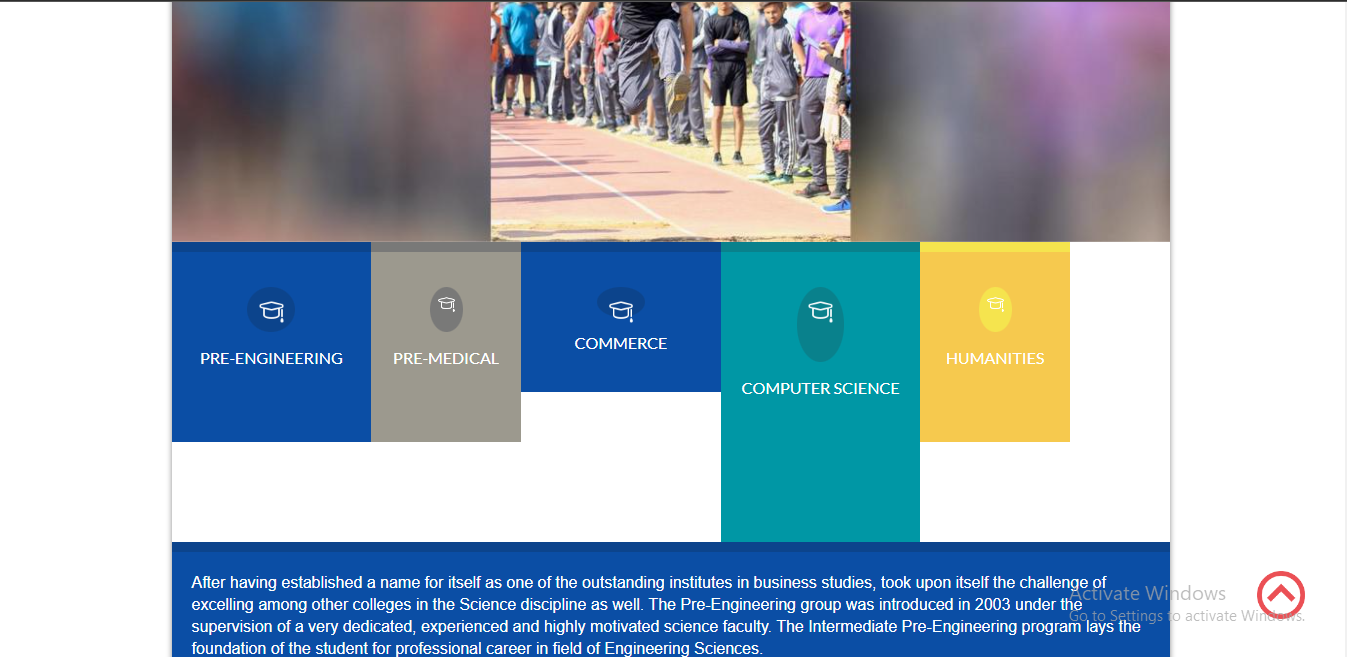 PRE-ENGINEERING
PRE-MEDICAL
COMMERCE
COMPUTER SCIENCE
HUMANITIES
After having established a name for itself as one of the outstanding institutes in business studies, took upon itself the challenge of
excelling among other colleges in the Science discipline as well. The Pre-Engineering group was introduced in 2003 under the
supervision of a very dedicated, experienced and highly motivated science faculty. The Intermediate Pre-Engineering program lays the
foundation of the student for professional career in field of Engineering Sciences.
Activate Windows
Go to Settings to activate Windows.